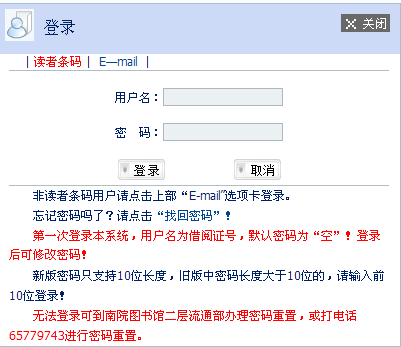 登录
关闭
| 读者条码 | E—mail |
用户名：
密　码：
登录　取消
非读者条码用户请点击上部“E-mail”选项卡登录。
忘记密码吗了？请点击“找回密码”！
第一次登录本系统，用户名为借阅证号，默认密码为“空”！登录
后可修改密码！
新版密码只支持10位长度，旧版中密码长度大于10位的，请输入前
10位登录！
无法登录可到南院图书馆二层流通部办理密码重置，或打电话
65779743进行密码重置。